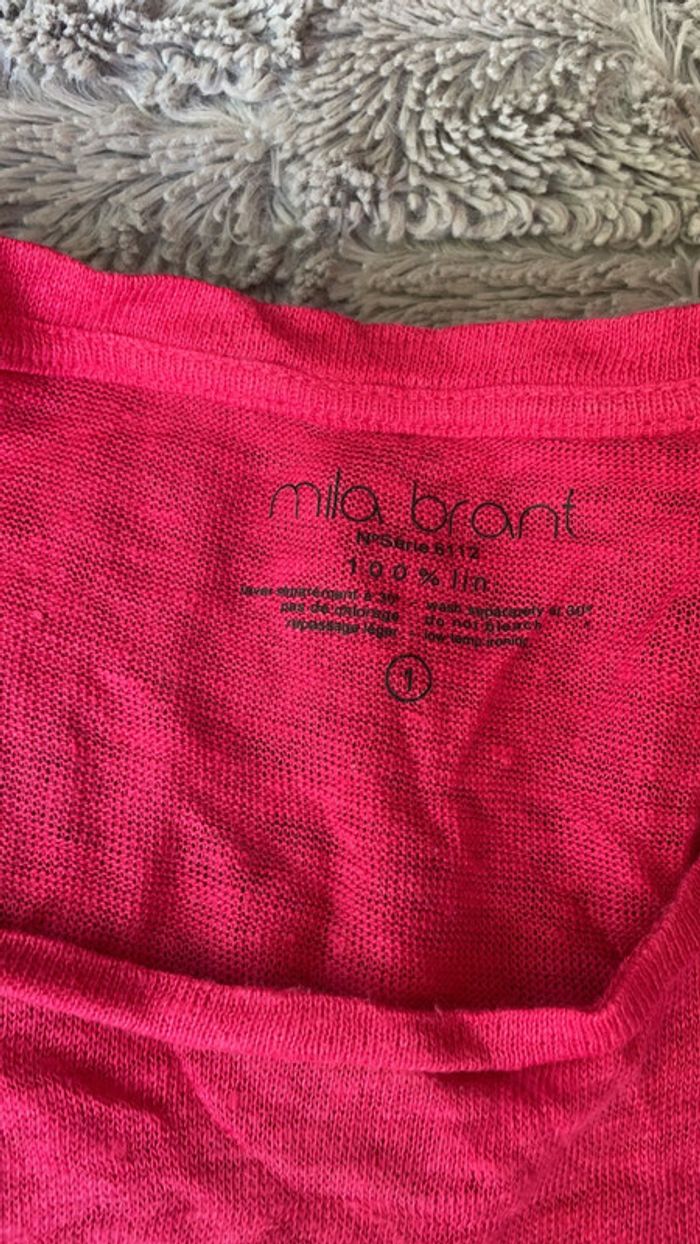 mila brant
N°Série 6112
100% lin
laver séparément à 30° - wash separately at 30°
pas de chlorage - do not bleach
repassage léger - low temp. ironing
1